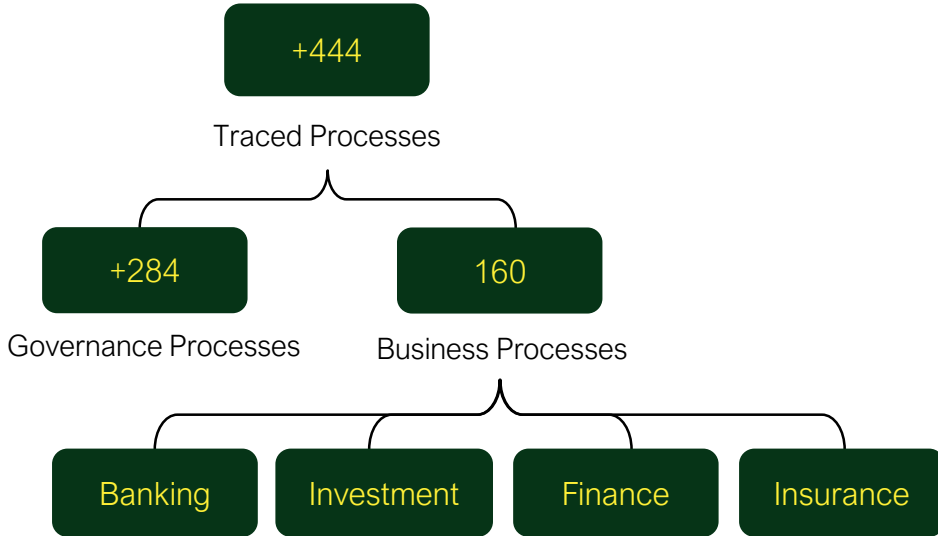 +444
Traced Processes
+284
160
Governance Processes
Business Processes
Banking
Investment
Finance
Insurance